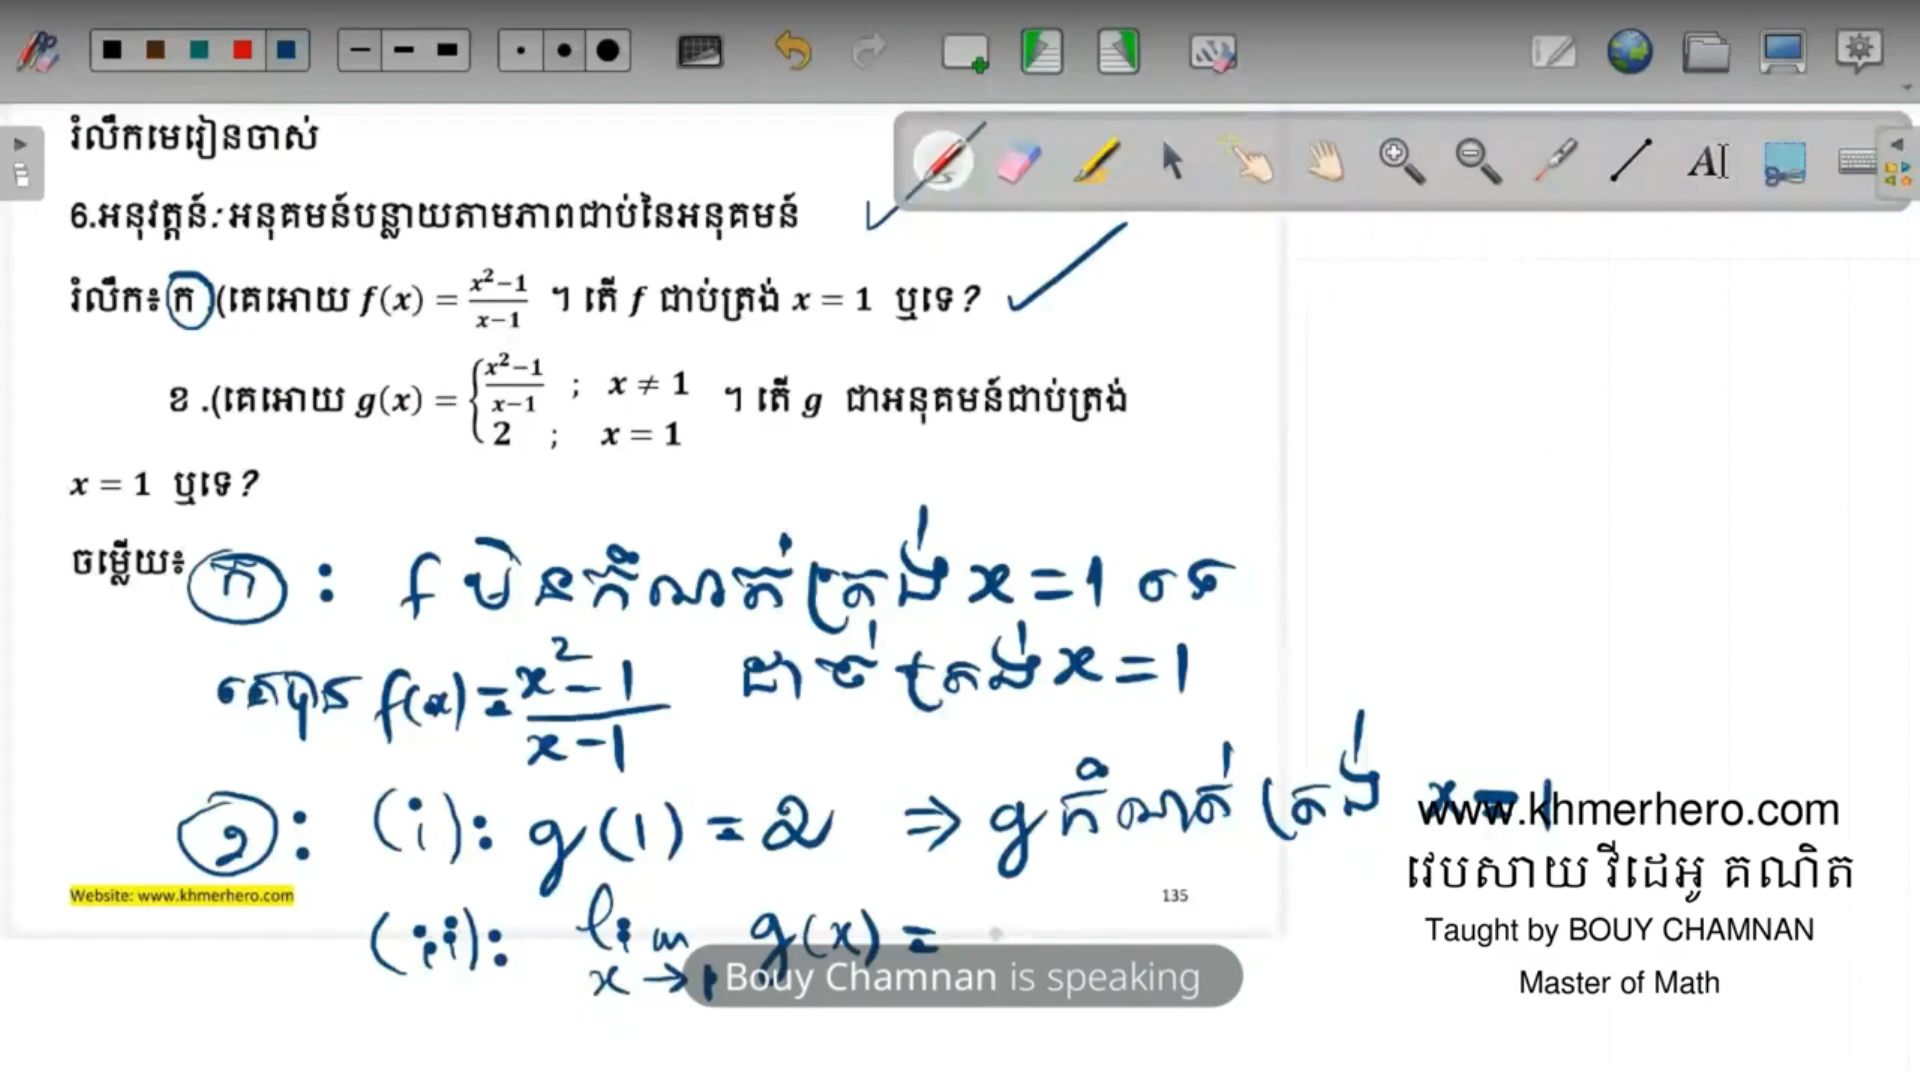 រំលឹកមេរៀនចាស់
6.អនុវត្តន៍: អនុគមន៍បន្លាយតាមភាពជាប់នៃអនុគមន៍
រំលឹក៖ ក (គេអោយ f(x) = (x²−1)/(x−1) ។ តើ f ជាប់ត្រង់ x = 1 ឬទេ?
ខ .(គេអោយ g(x) = { (x²−1)/(x−1) ; x ≠ 1
2 ; x = 1 ។ តើ g ជាអនុគមន៍ជាប់ត្រង់
x = 1 ឬទេ?
ចម្លើយ៖ ក : f មិនកំណត់ត្រង់ x = 1 ទេ
គេបាន f(x) = (x²−1)/(x−1) ដាច់ត្រង់ x = 1
2 : (i): g(1) = 2 ⇒ g កំណត់ត្រង់ x = 1
(ii): lim x→1 g(x) =
Website: www.khmerhero.com
135
Bouy Chamnan is speaking
www.khmerhero.com
វេបសាយ វីដេអូ គណិត
Taught by BOUY CHAMNAN
Master of Math